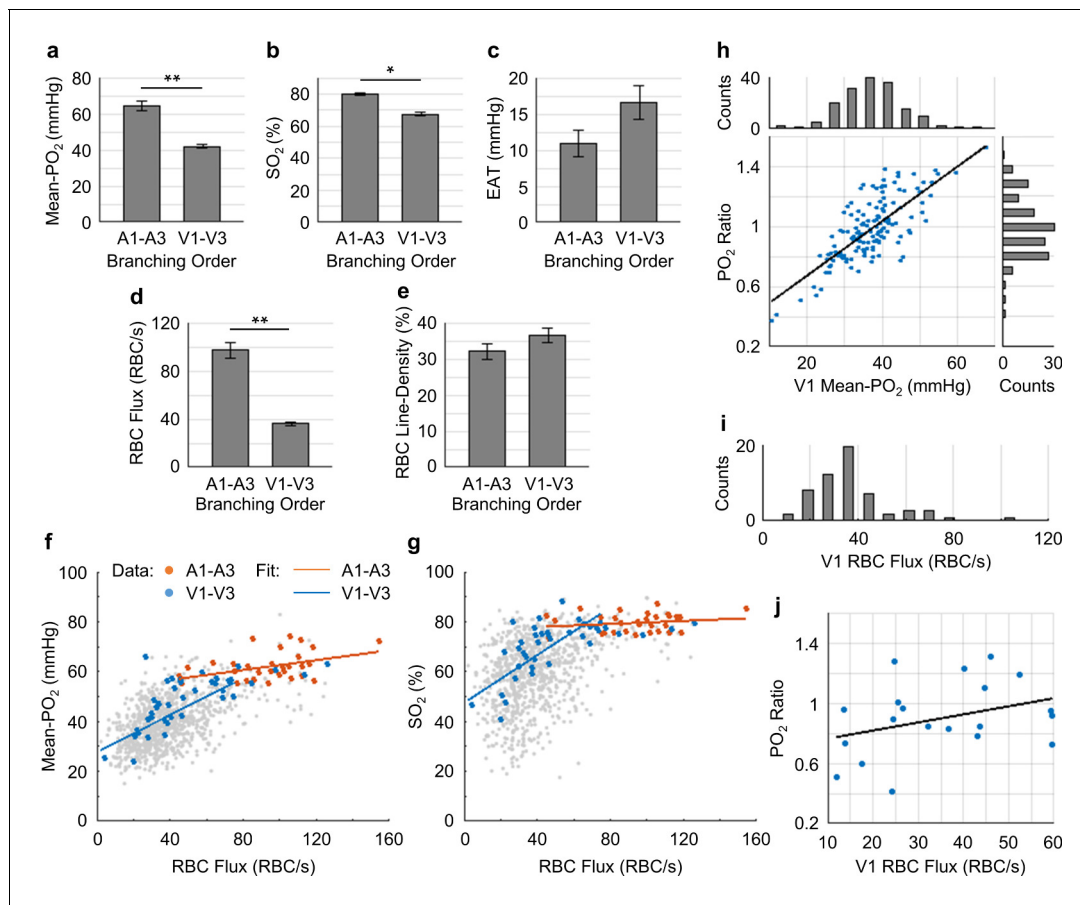 a
Mean-PO2 (mmHg)
80
60
40
20
0
**
A1-A3 V1-V3
Branching Order
b
SO2 (%)
80
60
40
20
0
*
A1-A3 V1-V3
Branching Order
c
EAT (mmHg)
20
15
10
5
0
A1-A3 V1-V3
Branching Order
d
RBC Flux (RBC/s)
120
80
40
0
**
A1-A3 V1-V3
Branching Order
e
RBC Line-Density (%)
40
30
20
10
0
A1-A3 V1-V3
Branching Order
h
Counts
40
0
PO2 Ratio
1.4
1
0.6
0.2
20 40 60
V1 Mean-PO2 (mmHg)
0 30
Counts
i
Counts
20
0
0 40 80 120
V1 RBC Flux (RBC/s)
f
Data: A1-A3 Fit: A1-A3
V1-V3 V1-V3
Mean-PO2 (mmHg)
100
80
60
40
20
0
0 40 80 120 160
RBC Flux (RBC/s)
g
SO2 (%)
100
80
60
40
20
0
0 40 80 120 160
RBC Flux (RBC/s)
j
PO2 Ratio
1.4
1
0.6
0.2
10 20 30 40 50 60
V1 RBC Flux (RBC/s)